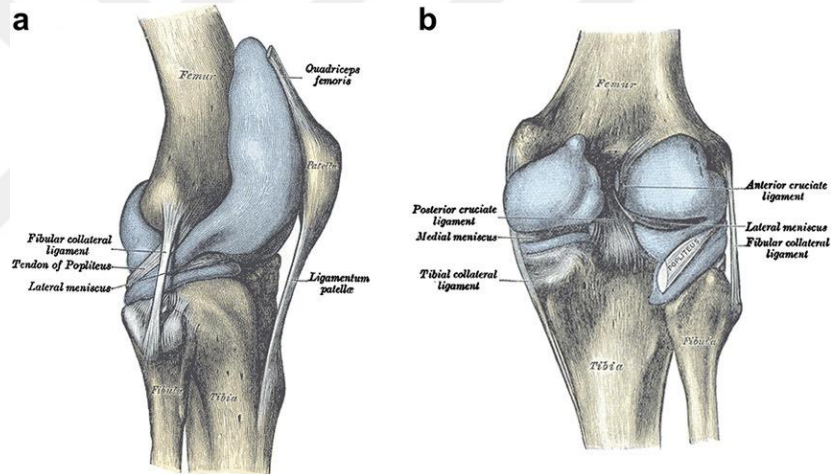 a
Femur
Quadriceps
femoris
Patella
Fibular collateral
ligament
Tendon of Popliteus
Lateral meniscus
Ligamentum
patellæ
Fibula
Tibia
b
Femur
Anterior cruciate
ligament
Posterior cruciate
ligament
Medial meniscus
Lateral meniscus
Fibular collateral
ligament
POPLITEUS
Tibial collateral
ligament
Tibia
Fibula